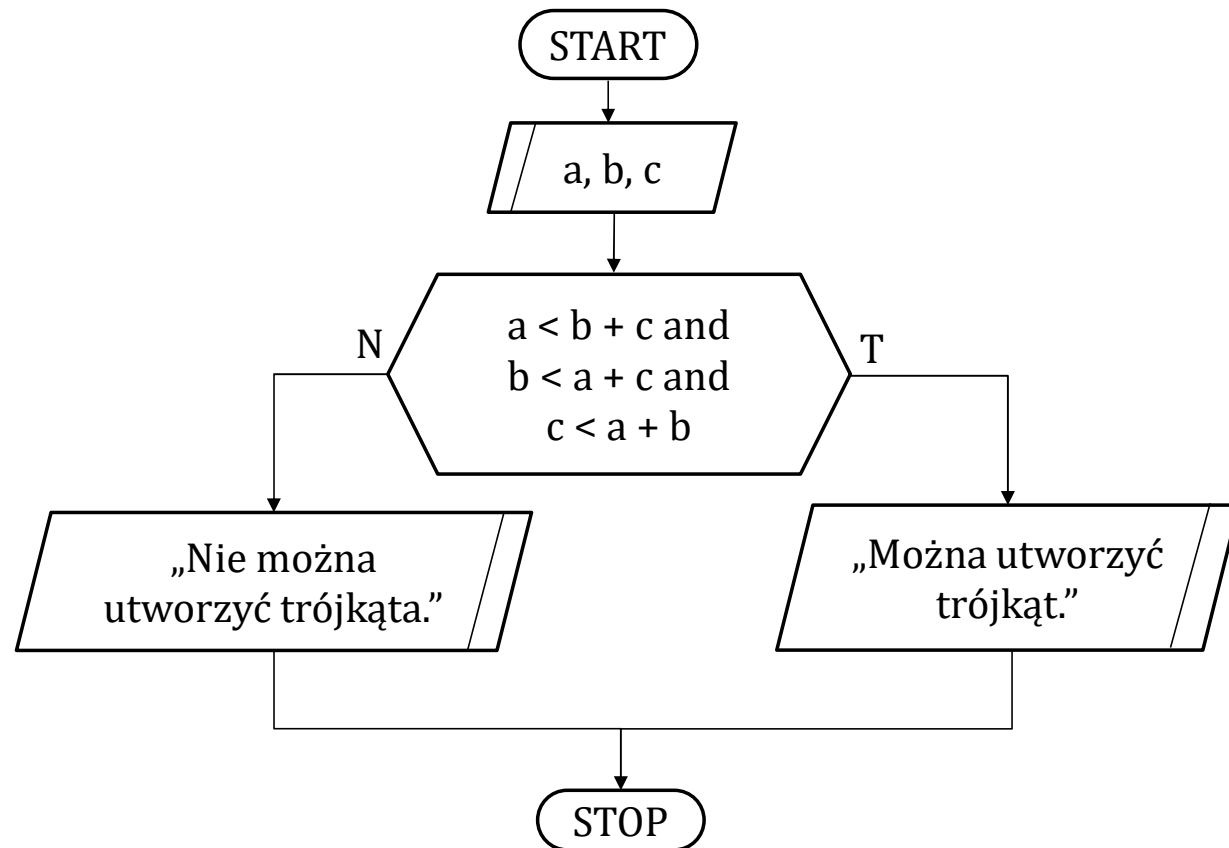 START
a, b, c
N
T
a < b + c and
b < a + c and
c < a + b
„Nie można
utworzyć trójkąta.”
„Można utworzyć
trójkąt.”
STOP